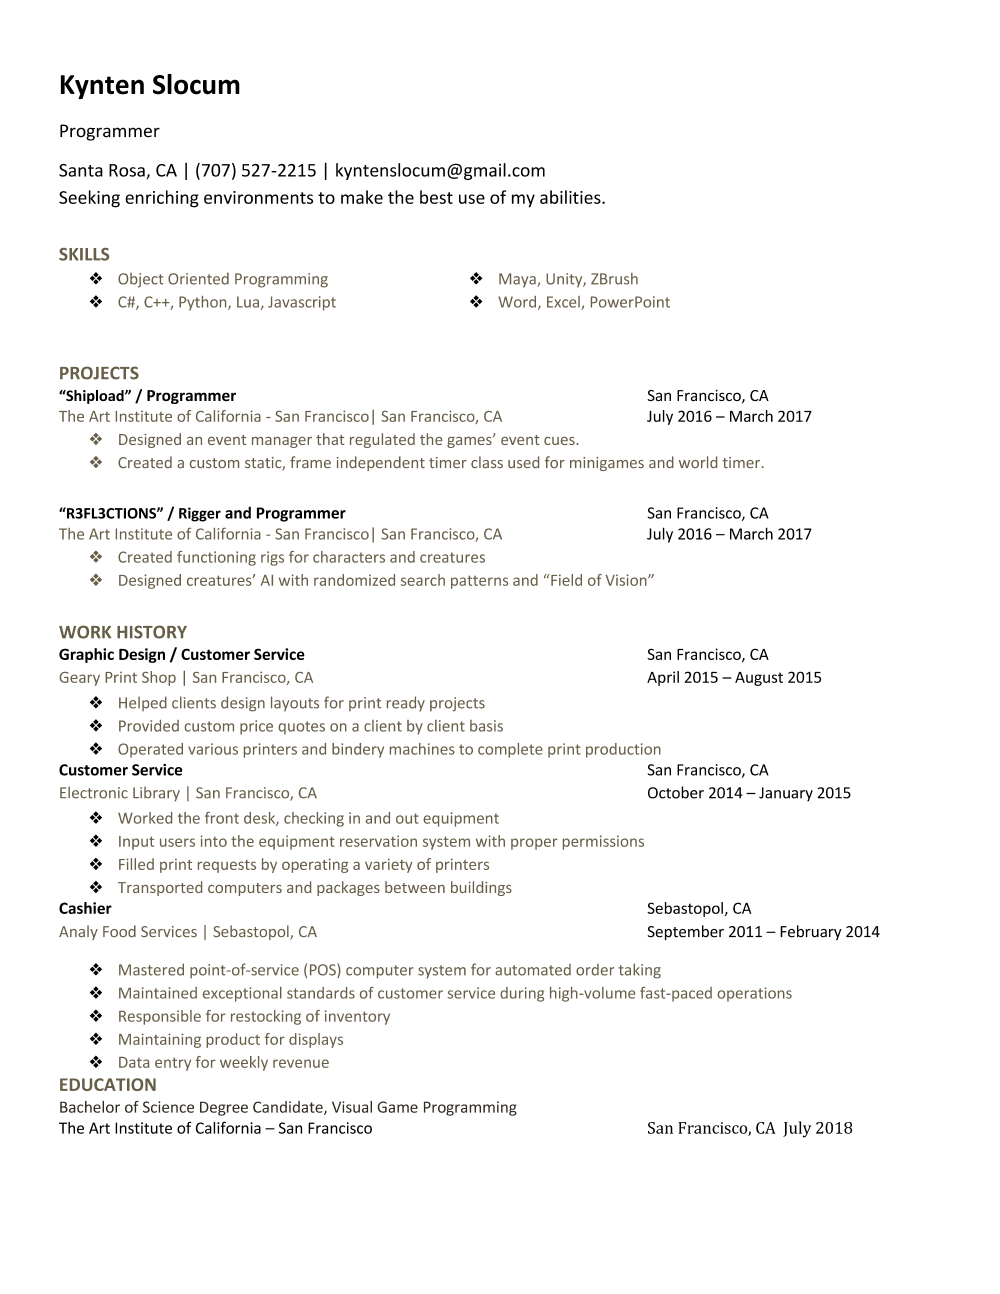 Kynten Slocum
Programmer
Santa Rosa, CA | (707) 527-2215 | kyntenslocum@gmail.com
Seeking enriching environments to make the best use of my abilities.
SKILLS
❖ Object Oriented Programming ❖ Maya, Unity, ZBrush
❖ C#, C++, Python, Lua, Javascript ❖ Word, Excel, PowerPoint
PROJECTS
“Shipload” / Programmer San Francisco, CA
The Art Institute of California - San Francisco| San Francisco, CA July 2016 – March 2017
❖ Designed an event manager that regulated the games’ event cues.
❖ Created a custom static, frame independent timer class used for minigames and world timer.
“R3FL3CTIONS” / Rigger and Programmer San Francisco, CA
The Art Institute of California - San Francisco| San Francisco, CA July 2016 – March 2017
❖ Created functioning rigs for characters and creatures
❖ Designed creatures’ AI with randomized search patterns and “Field of Vision”
WORK HISTORY
Graphic Design / Customer Service San Francisco, CA
Geary Print Shop | San Francisco, CA April 2015 – August 2015
❖ Helped clients design layouts for print ready projects
❖ Provided custom price quotes on a client by client basis
❖ Operated various printers and bindery machines to complete print production
Customer Service San Francisco, CA
Electronic Library | San Francisco, CA October 2014 – January 2015
❖ Worked the front desk, checking in and out equipment
❖ Input users into the equipment reservation system with proper permissions
❖ Filled print requests by operating a variety of printers
❖ Transported computers and packages between buildings
Cashier Sebastopol, CA
Analy Food Services | Sebastopol, CA September 2011 – February 2014
❖ Mastered point-of-service (POS) computer system for automated order taking
❖ Maintained exceptional standards of customer service during high-volume fast-paced operations
❖ Responsible for restocking of inventory
❖ Maintaining product for displays
❖ Data entry for weekly revenue
EDUCATION
Bachelor of Science Degree Candidate, Visual Game Programming
The Art Institute of California – San Francisco San Francisco, CA July 2018